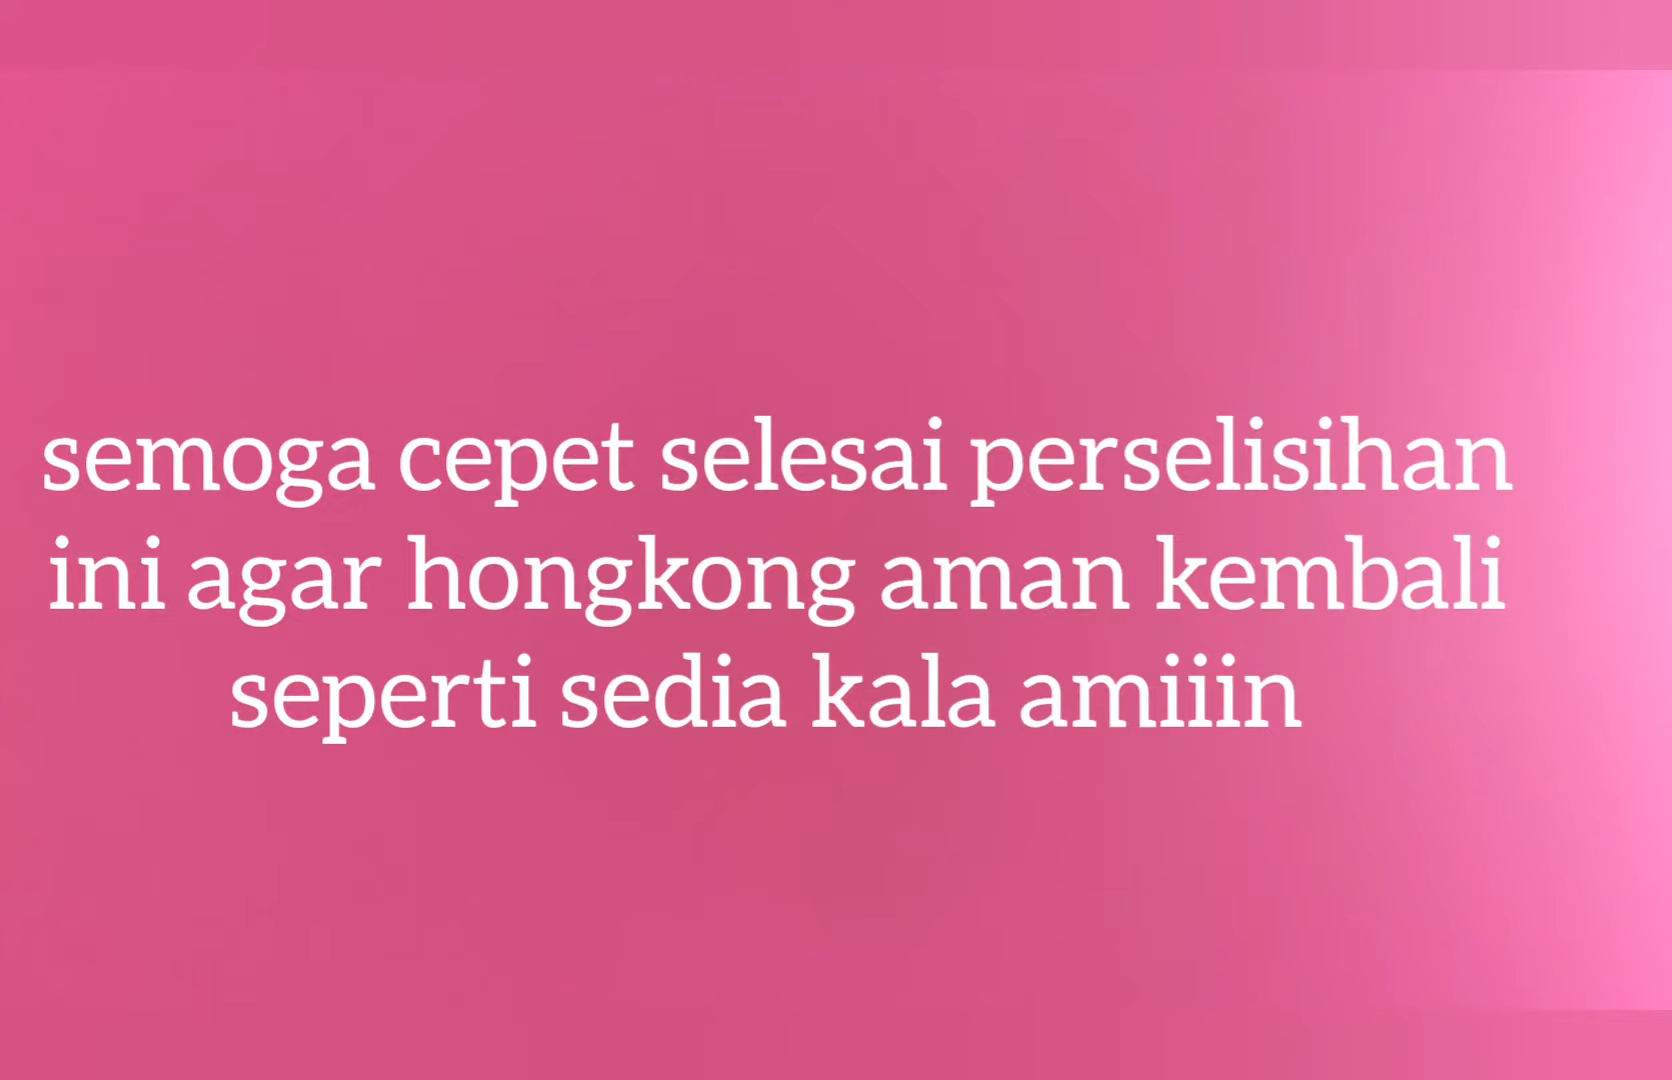 semoga cepet selesai perselisihan
ini agar hongkong aman kembali
seperti sedia kala amiiin